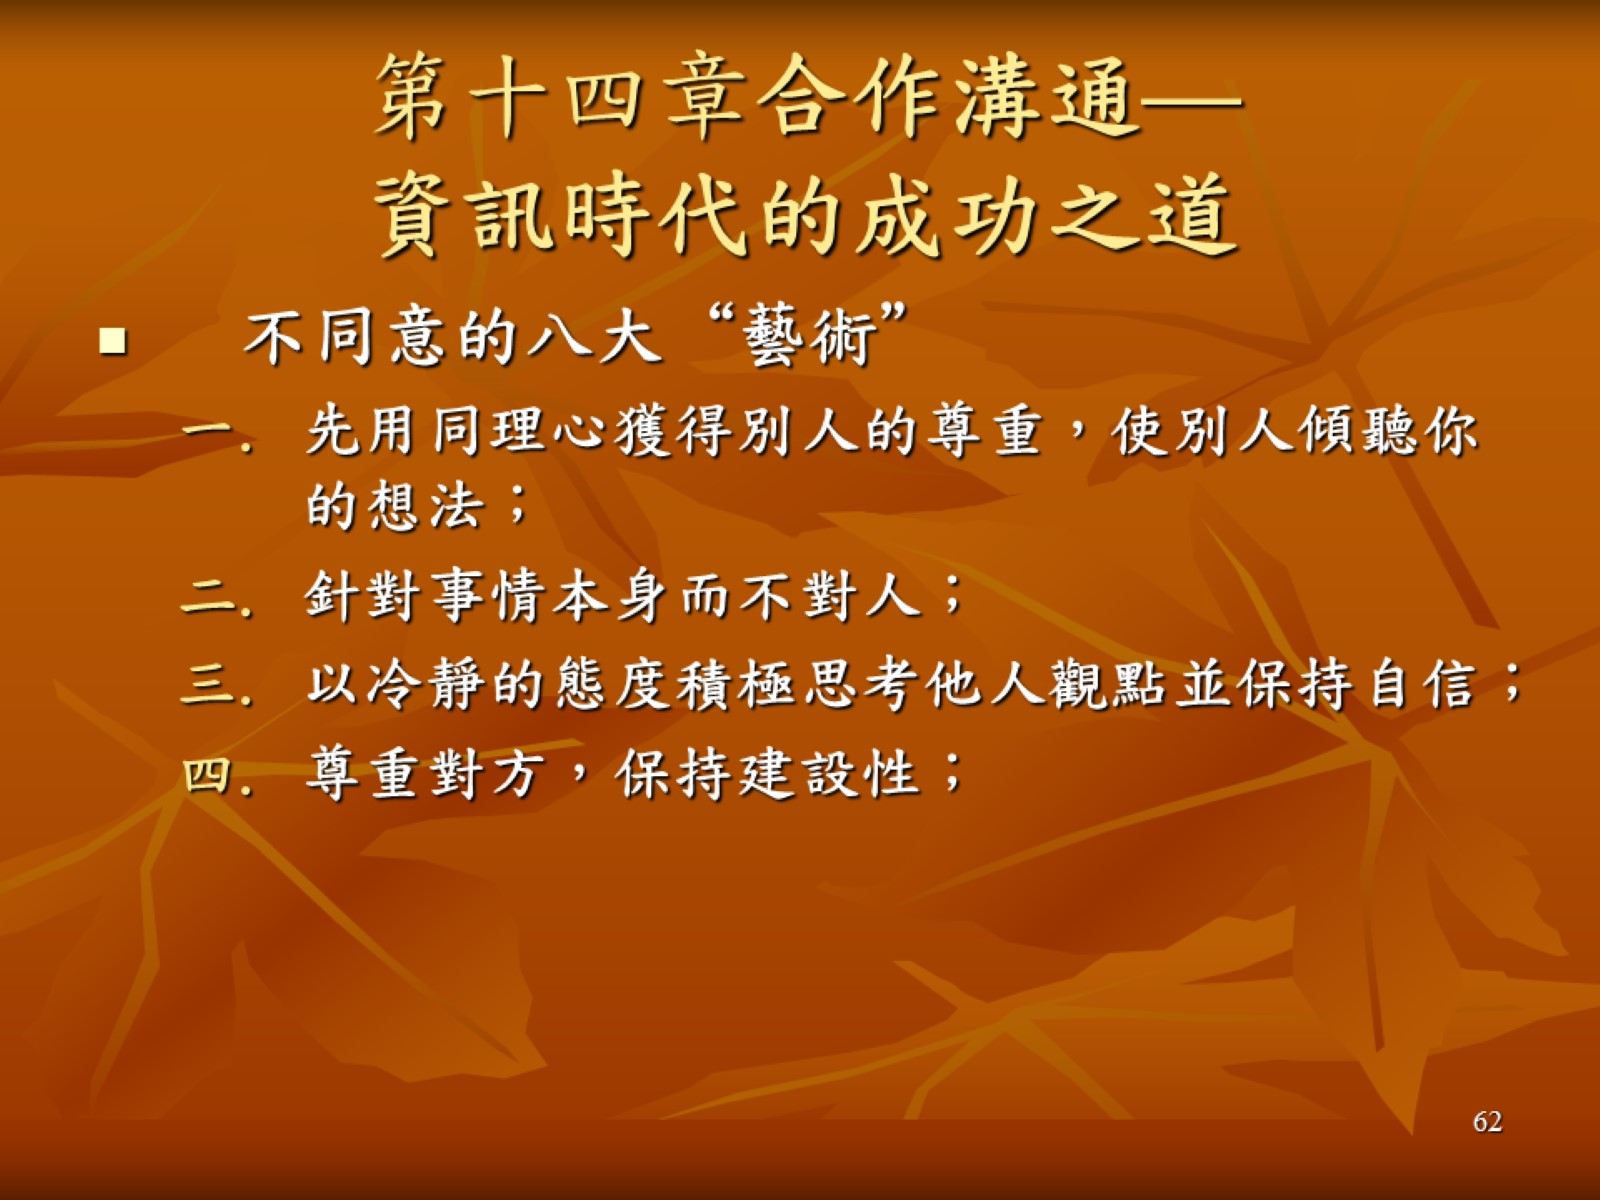 第十四章合作溝通—
資訊時代的成功之道
■ 不同意的八大 “藝術”
一. 先用同理心獲得別人的尊重，使別人傾聽你
的想法；
二. 針對事情本身而不對人；
三. 以冷靜的態度積極思考他人觀點並保持自信；
四. 尊重對方，保持建設性；
62